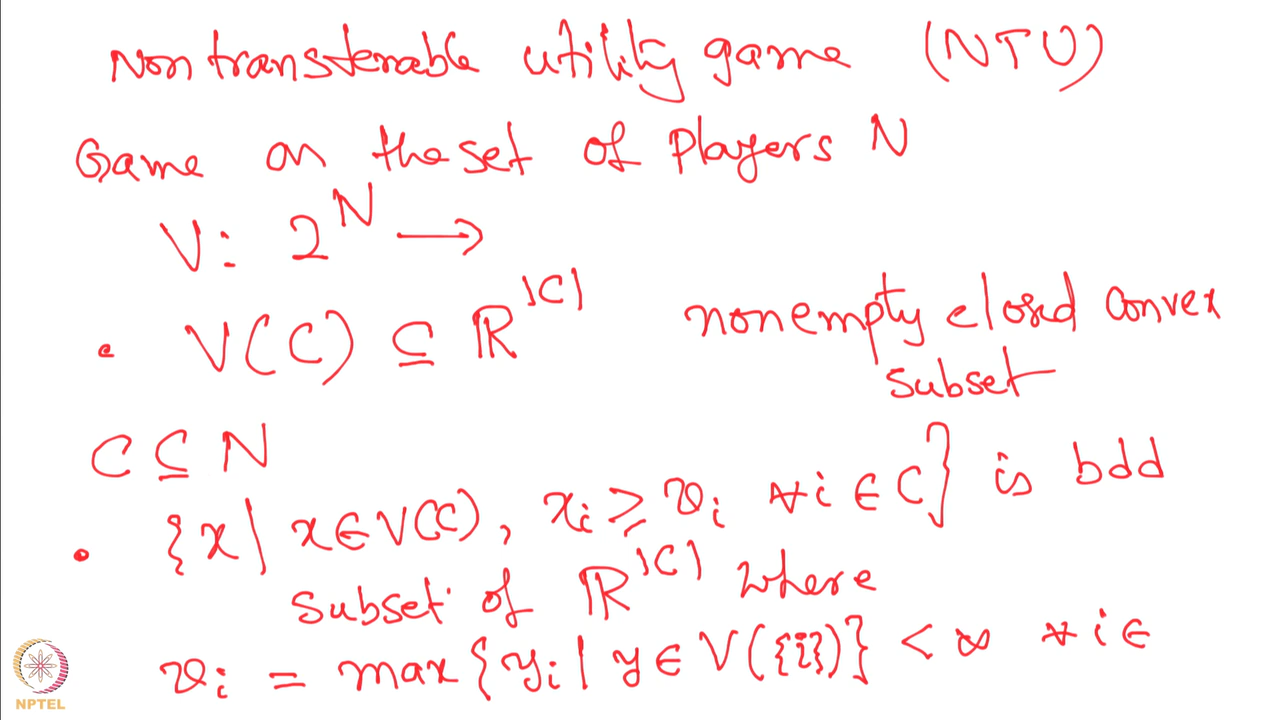 Nontransferable utility game (NTU)
Game on the set of Players N
V: 2^N →
• V(C) ⊆ ℝ^|C| nonempty closed convex
subset
C ⊆ N
• {x | x ∈ V(C), x_i ≥ v_i ∀ i ∈ C} is bdd
subset of ℝ^|C| where
v_i = max{y_i | y ∈ V({i})} < ∞ ∀ i ∈
NPTEL